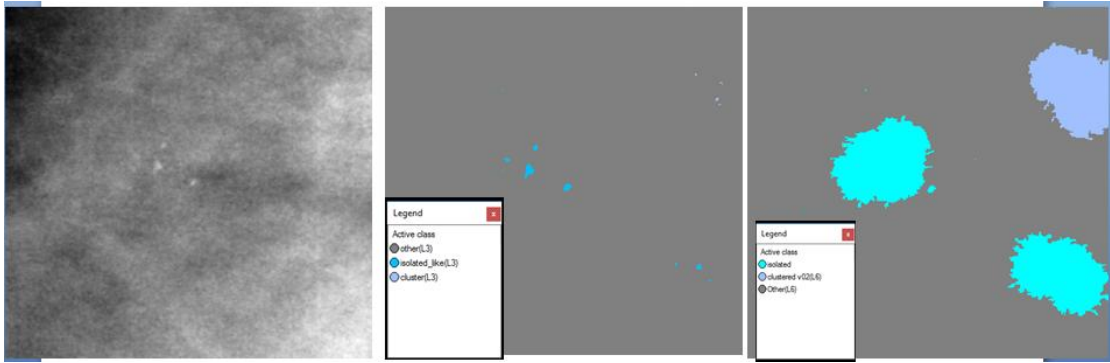 Legend
x
Active class
other(L3)
isolated_like(L3)
cluster(L3)
Legend
x
Active class
isolated
clustered v02(L6)
Other(L6)